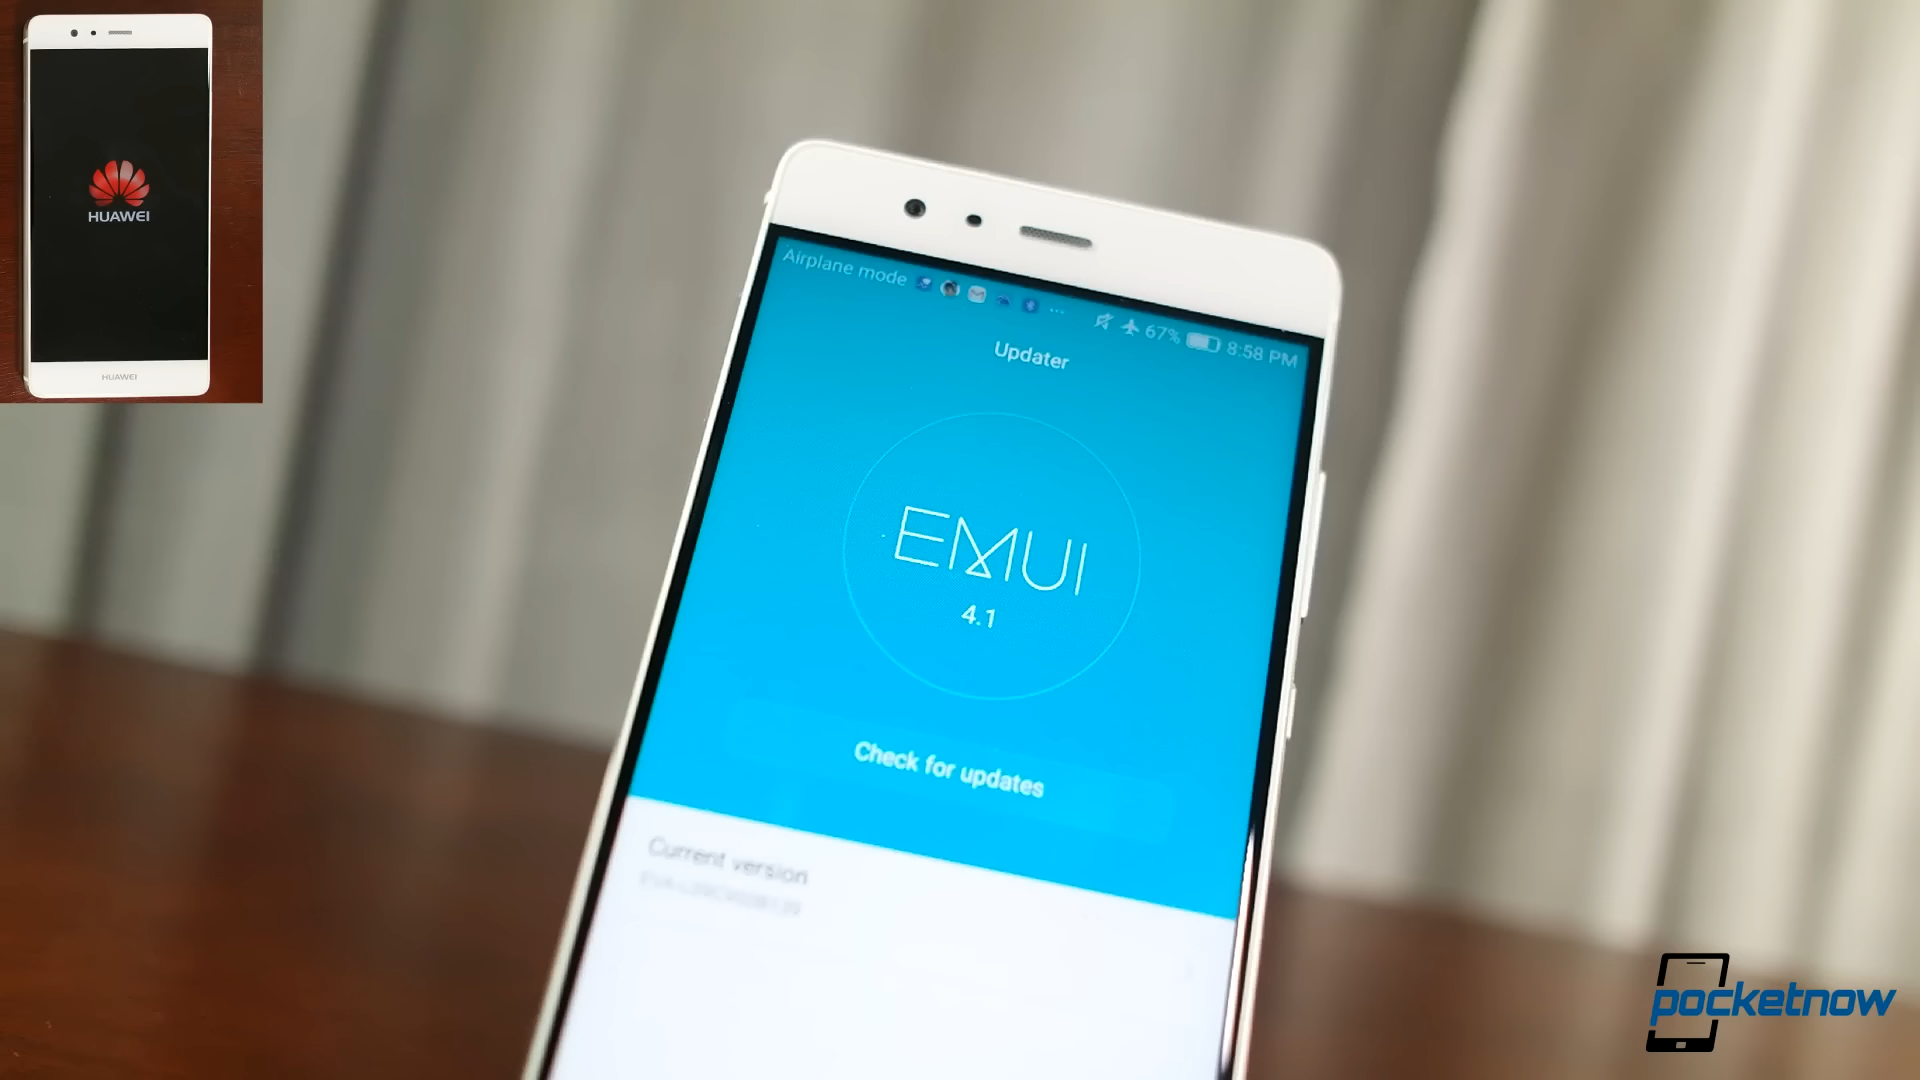 HUAWEI
HUAWEI
Airplane mode ... 67% 8:58 PM
Updater
EMUI
4.1
Check for updates
Current version
pocketnow